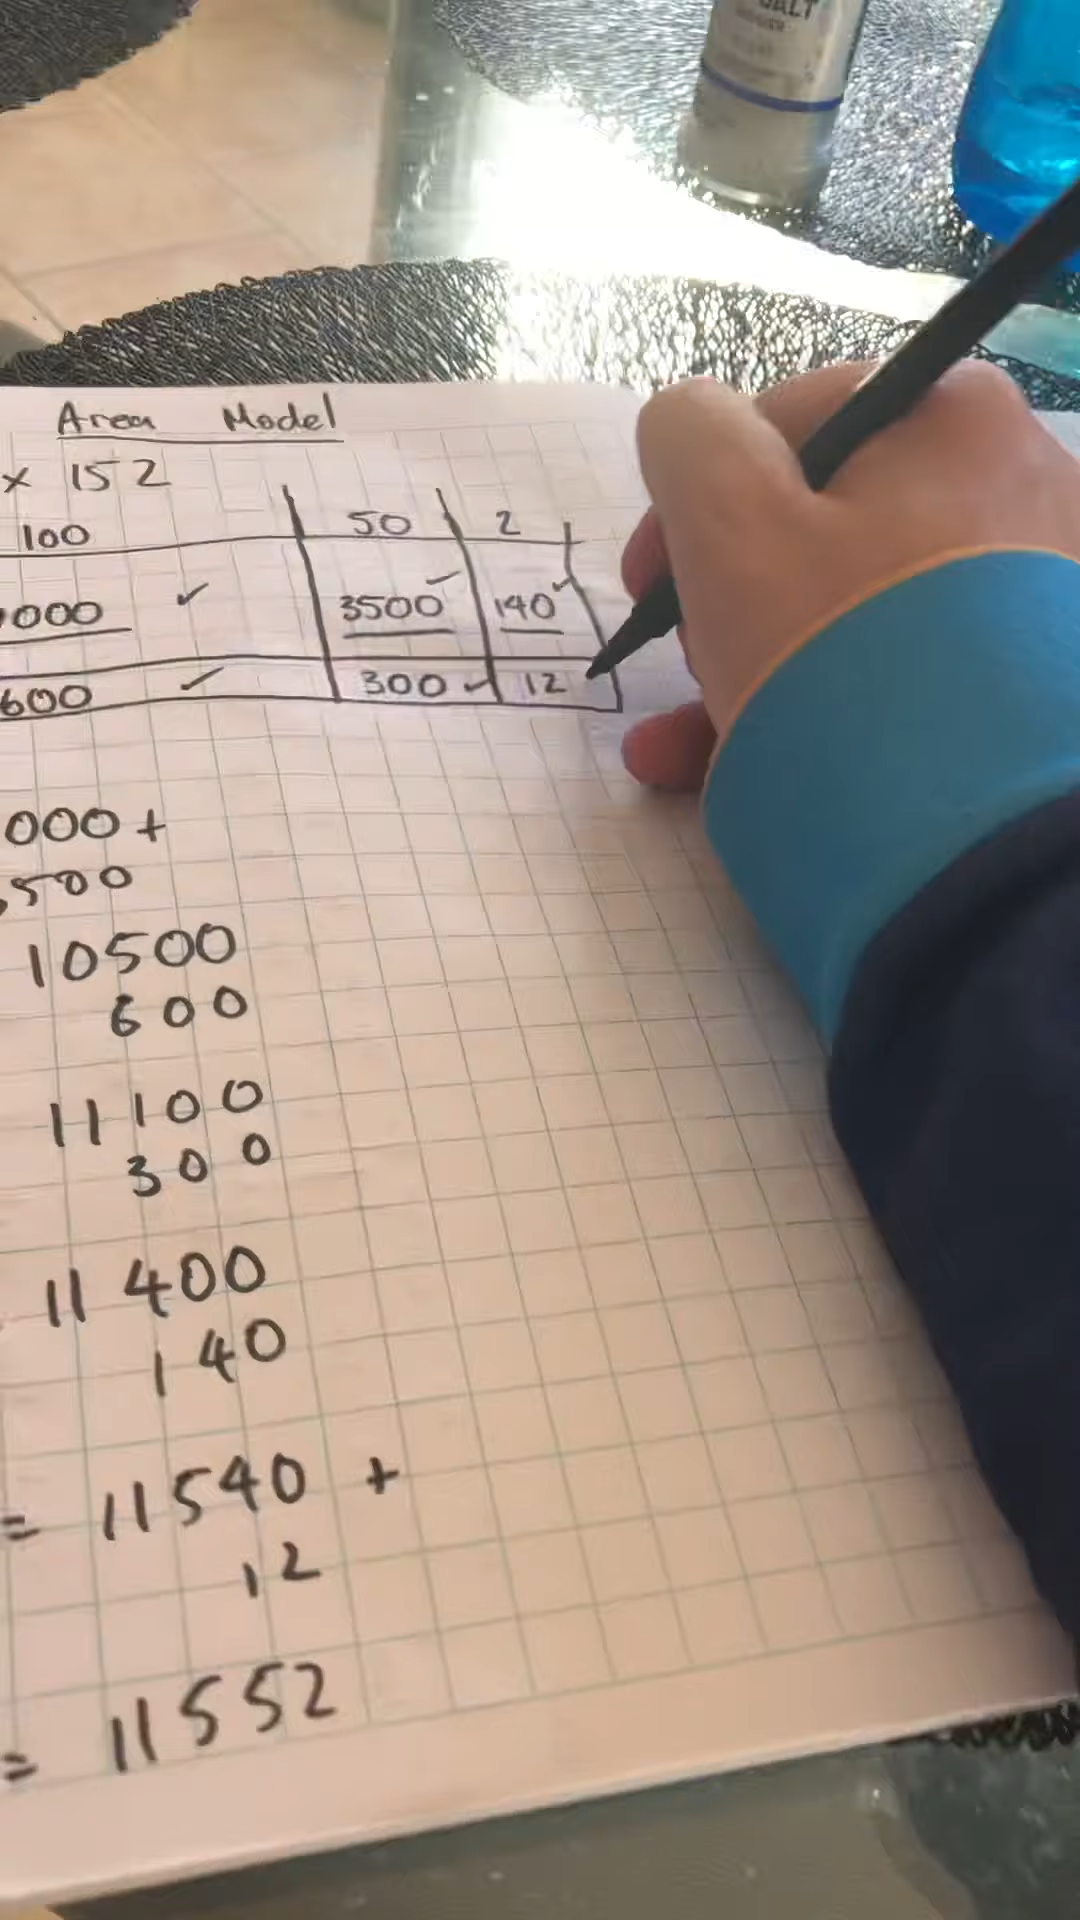 SALT
Area Model
× 152
100 50 2
000 ✓ 3500 ✓ 140 ✓
600 ✓ 300 ✓ 12
000 +
500
10500
600
11100
300
11400
140
= 11540 +
12
= 11552